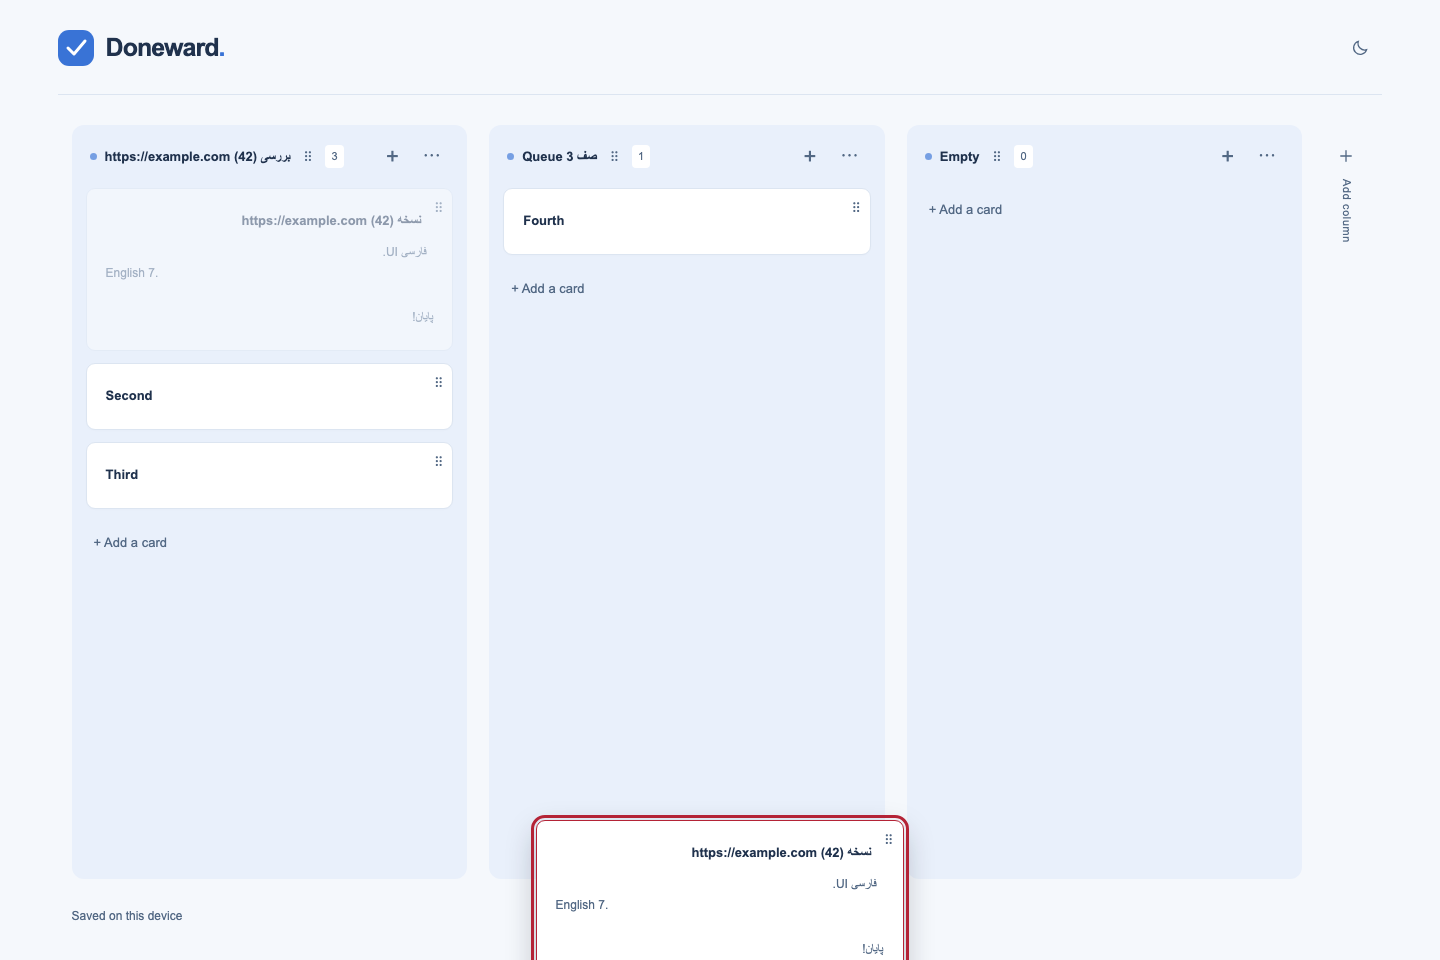 Doneward.
بررسی https://example.com (42)
3
نسخه https://example.com (42)
فارسی UI.
English 7.
پایان!
Second
Third
+ Add a card
Queue 3 صف
1
Fourth
+ Add a card
Empty
0
+ Add a card
Add column
نسخه https://example.com (42)
فارسی UI.
English 7.
پایان!
Saved on this device